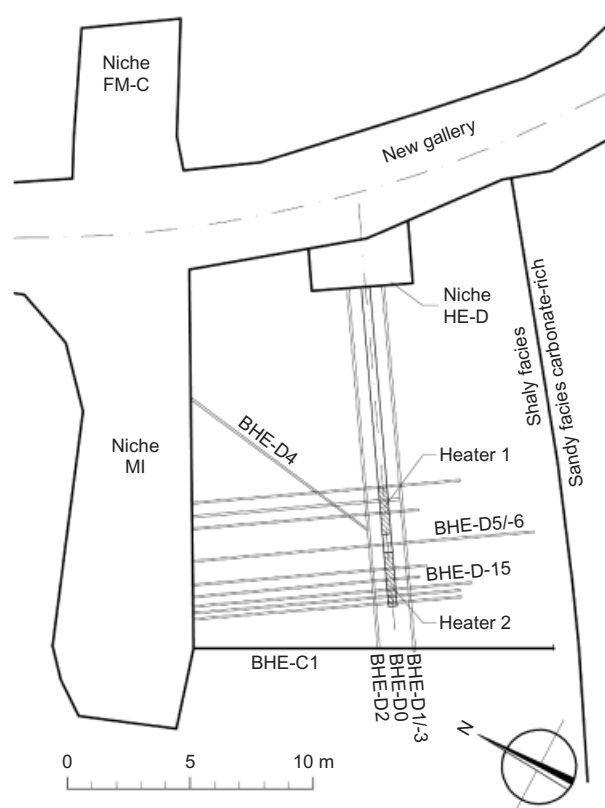 Niche
FM-C
New gallery
Niche
HE-D
Shaly facies
Sandy facies carbonate-rich
Niche
MI
BHE-D4
Heater 1
BHE-D5/-6
BHE-D-15
Heater 2
BHE-C1
BHE-D2
BHE-D0
BHE-D1/-3
N
0 5 10 m